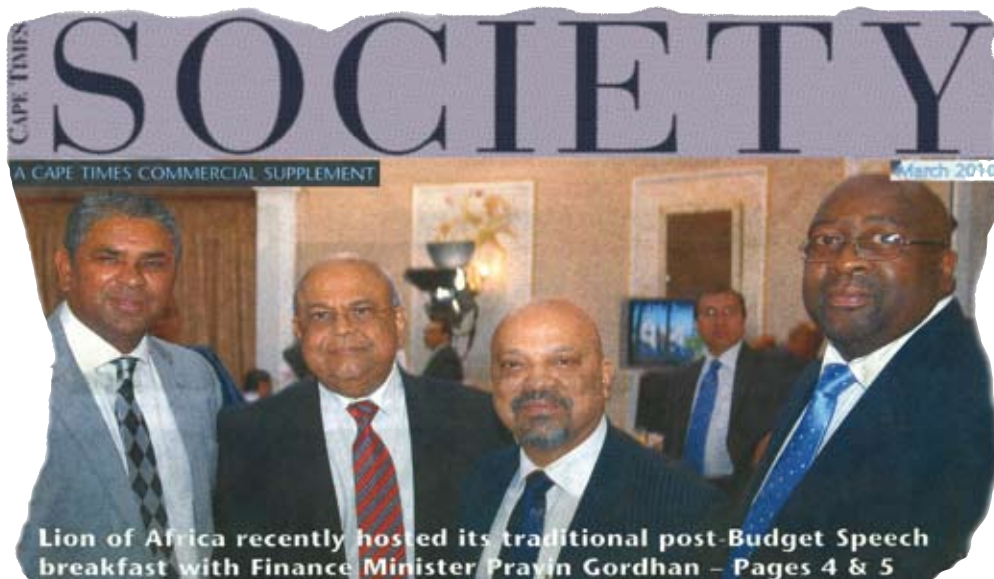 CAPE TIMES
SOCIETY
A CAPE TIMES COMMERCIAL SUPPLEMENT
March 2010
Lion of Africa recently hosted its traditional post-Budget Speech
breakfast with Finance Minister Pravin Gordhan – Pages 4 & 5